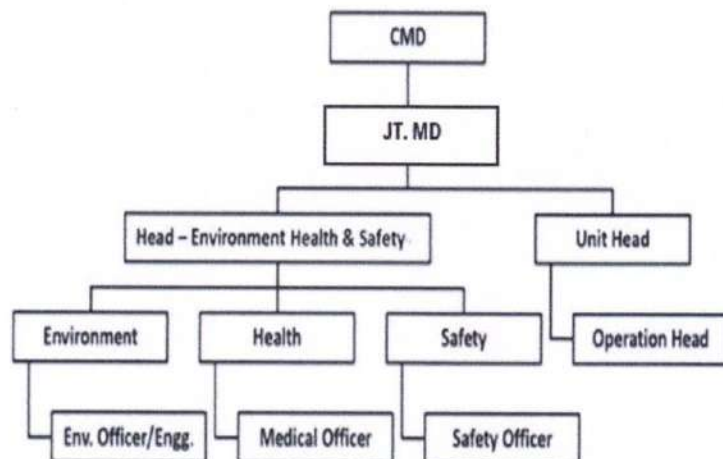 CMD
JT. MD
Head – Environment Health & Safety
Unit Head
Environment
Health
Safety
Operation Head
Env. Officer/Engg.
Medical Officer
Safety Officer